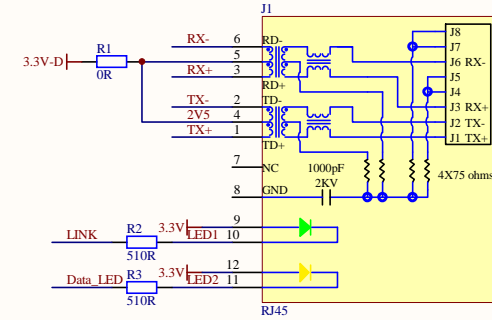 J1
RX- 6 RD- J8
J7
3.3V-D R1 5 J6 RX-
0R
RX+ 3 RD+ J5
J4
TX- 2 TD- J3 RX+
2V5 4 J2 TX-
TX+ 1 TD+ J1 TX+
7 NC 1000pF 4X75 ohms
8 GND 2KV
3.3V 9
LINK R2 LED1 10
510R
3.3V 12
Data_LED R3 LED2 11
510R
RJ45